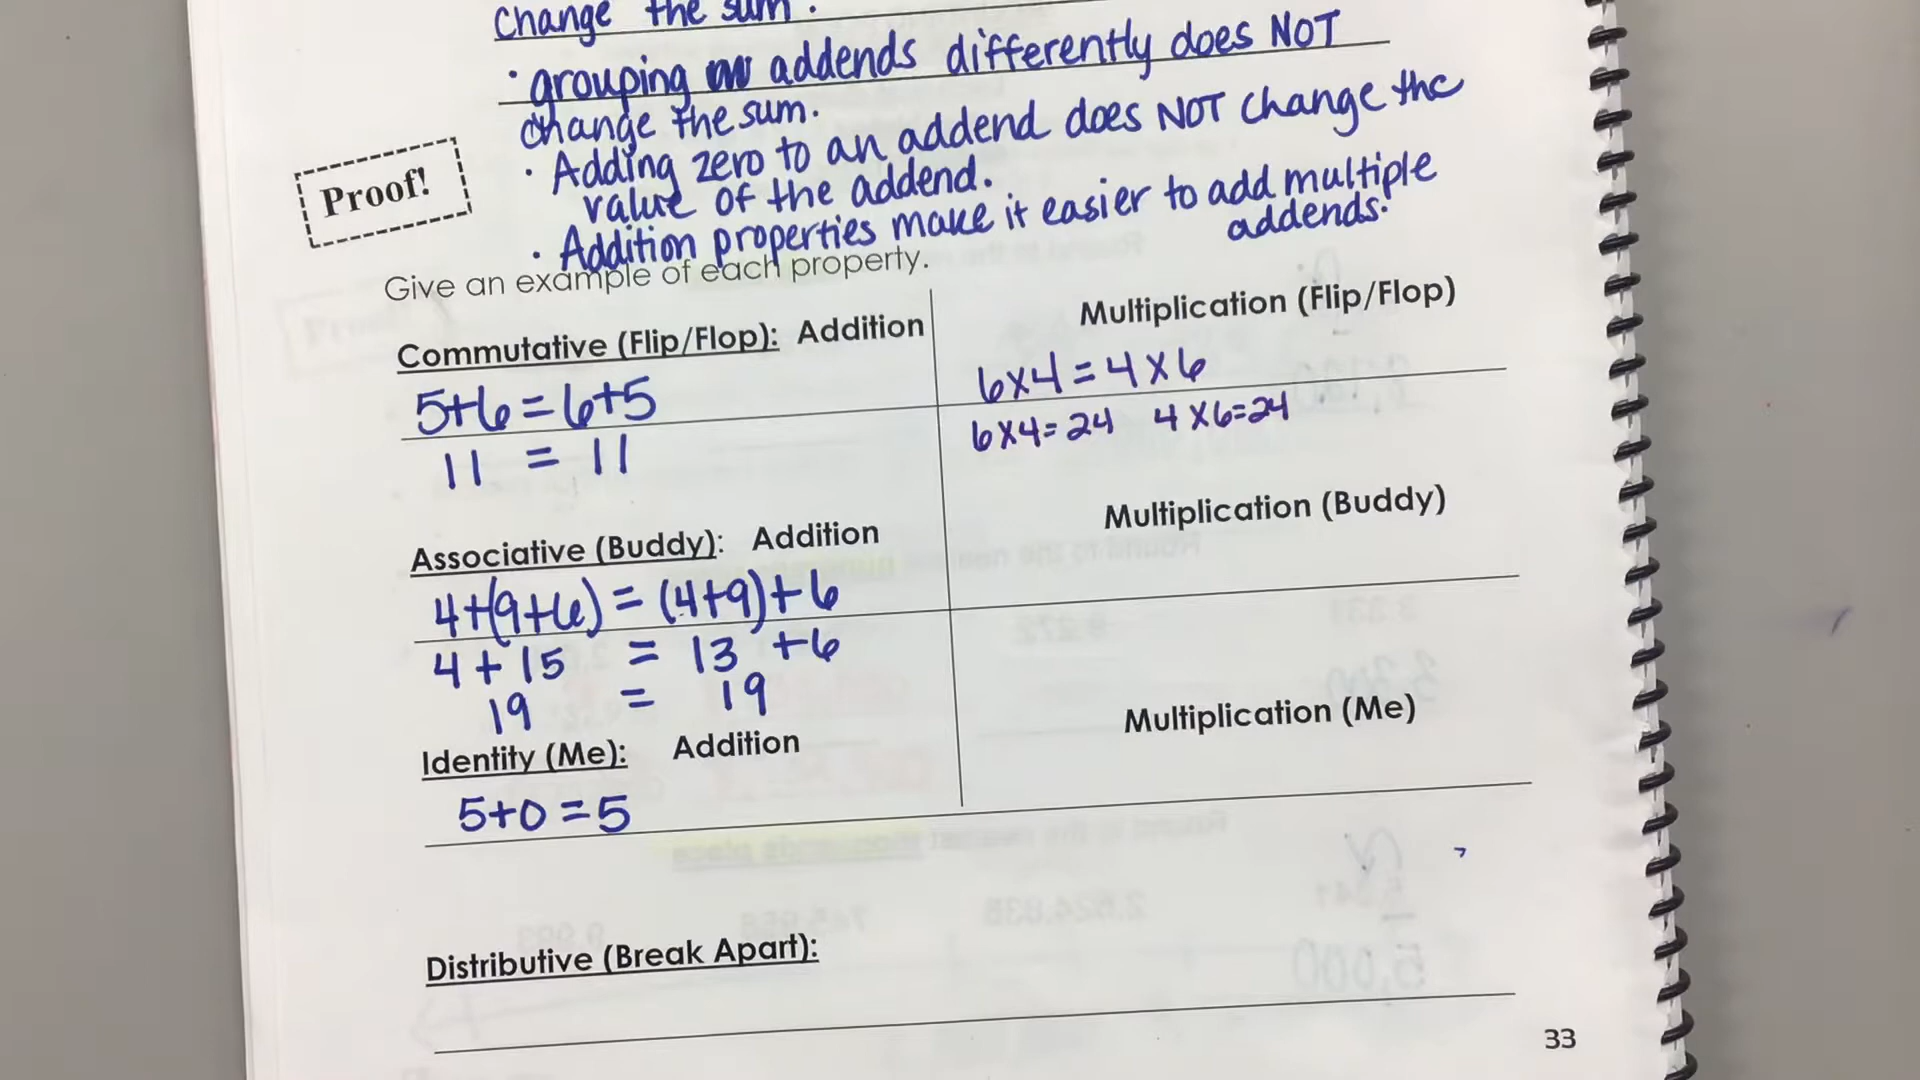 change the sum.
· grouping addends differently does NOT
change the sum.
· Adding zero to an addend does NOT change the
value of the addend.
· Addition properties make it easier to add multiple
addends.
Proof!
Give an example of each property.
Commutative (Flip/Flop): Addition
5+6=6+5
11 = 11
Multiplication (Flip/Flop)
6x4=4x6
6x4=24 4x6=24
Associative (Buddy): Addition
4+(9+6)=(4+9)+6
4+15 = 13+6
19 = 19
Multiplication (Buddy)
Identity (Me): Addition
5+0=5
Multiplication (Me)
Distributive (Break Apart):
33